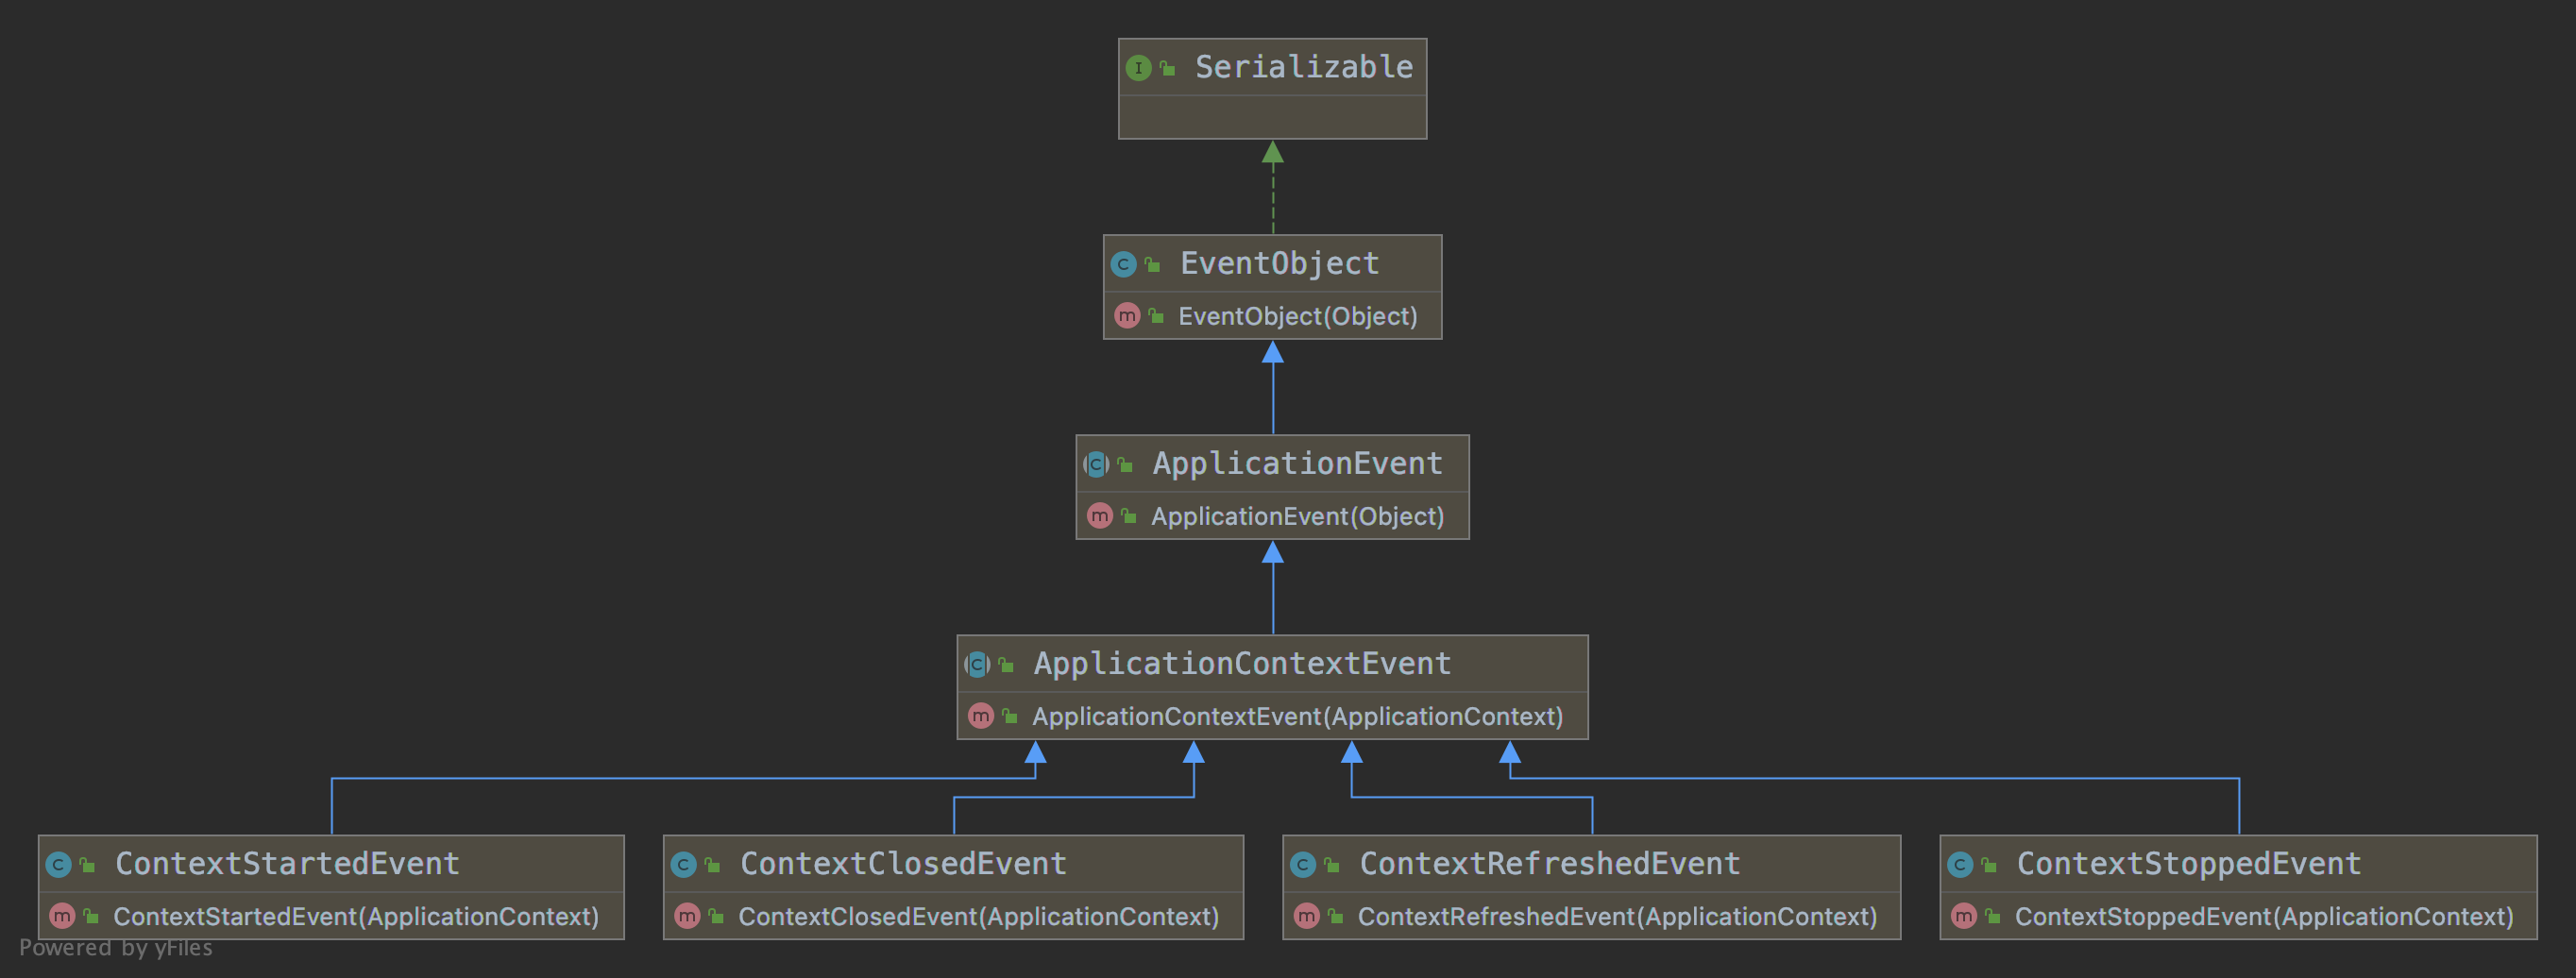 I Serializable
C EventObject
m EventObject(Object)
C ApplicationEvent
m ApplicationEvent(Object)
C ApplicationContextEvent
m ApplicationContextEvent(ApplicationContext)
C ContextStartedEvent
m ContextStartedEvent(ApplicationContext)
C ContextClosedEvent
m ContextClosedEvent(ApplicationContext)
C ContextRefreshedEvent
m ContextRefreshedEvent(ApplicationContext)
C ContextStoppedEvent
m ContextStoppedEvent(ApplicationContext)
Powered by yFiles